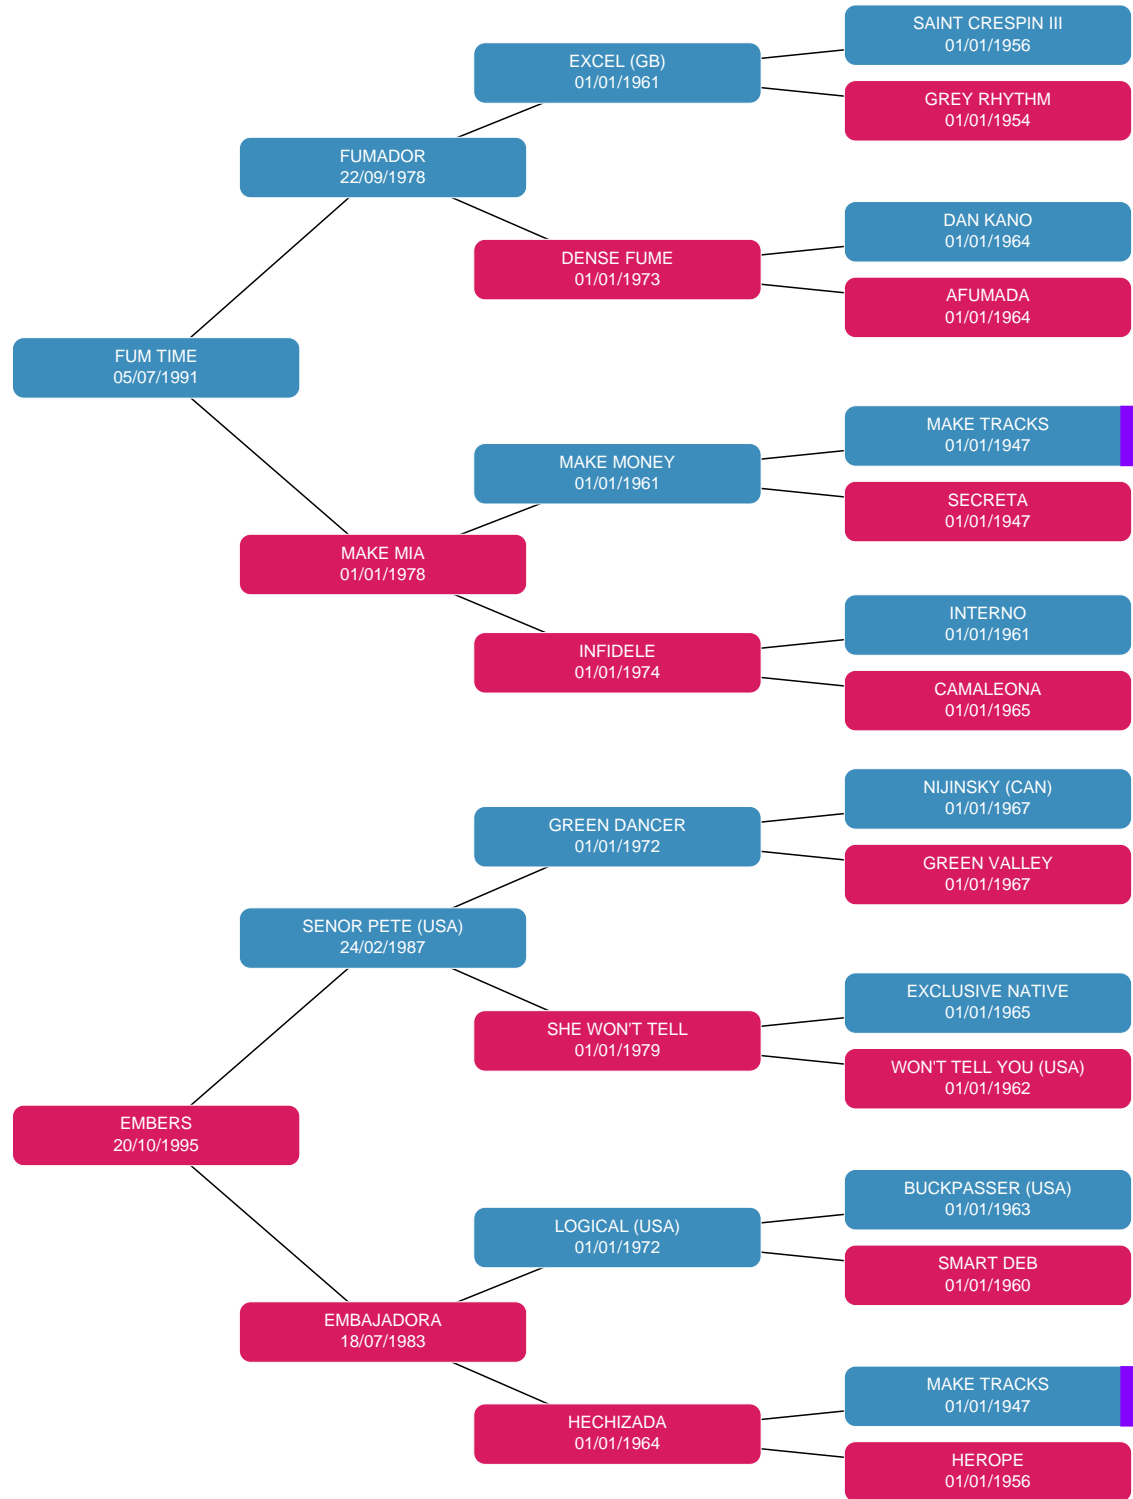 SAINT CRESPIN III
01/01/1956
EXCEL (GB)
01/01/1961
GREY RHYTHM
01/01/1954
FUMADOR
22/09/1978
DAN KANO
01/01/1964
DENSE FUME
01/01/1973
AFUMADA
01/01/1964
FUM TIME
05/07/1991
MAKE TRACKS
01/01/1947
MAKE MONEY
01/01/1961
SECRETA
01/01/1947
MAKE MIA
01/01/1978
INTERNO
01/01/1961
INFIDELE
01/01/1974
CAMALEONA
01/01/1965
NIJINSKY (CAN)
01/01/1967
GREEN DANCER
01/01/1972
GREEN VALLEY
01/01/1967
SENOR PETE (USA)
24/02/1987
EXCLUSIVE NATIVE
01/01/1965
SHE WON'T TELL
01/01/1979
WON'T TELL YOU (USA)
01/01/1962
EMBERS
20/10/1995
BUCKPASSER (USA)
01/01/1963
LOGICAL (USA)
01/01/1972
SMART DEB
01/01/1960
EMBAJADORA
18/07/1983
MAKE TRACKS
01/01/1947
HECHIZADA
01/01/1964
HEROPE
01/01/1956